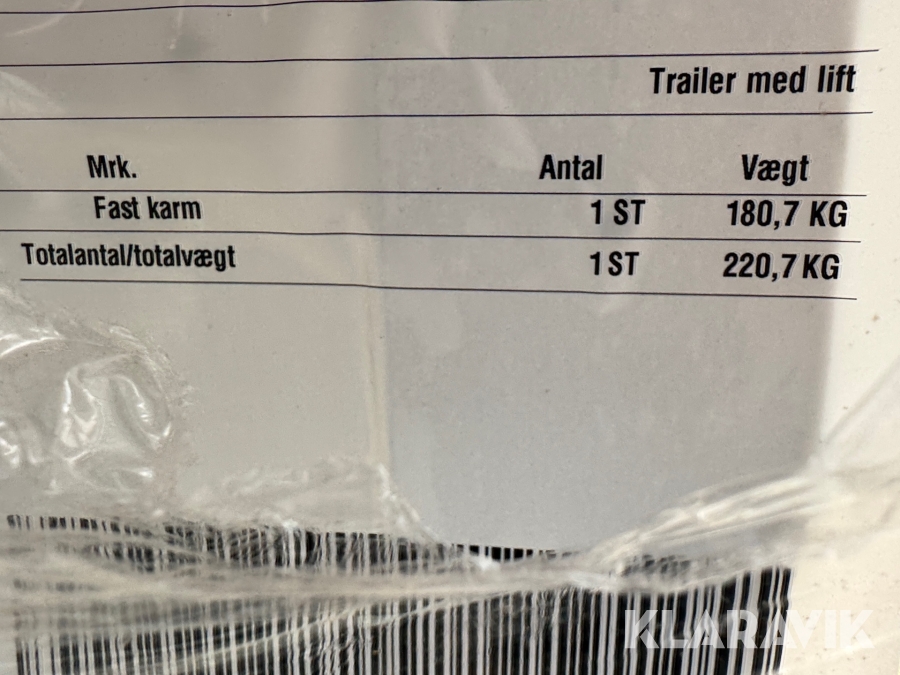 Trailer med lift
Mrk. Antal Vægt
Fast karm 1 ST 180,7 KG
Totalantal/totalvægt 1 ST 220,7 KG
KLARAVIK